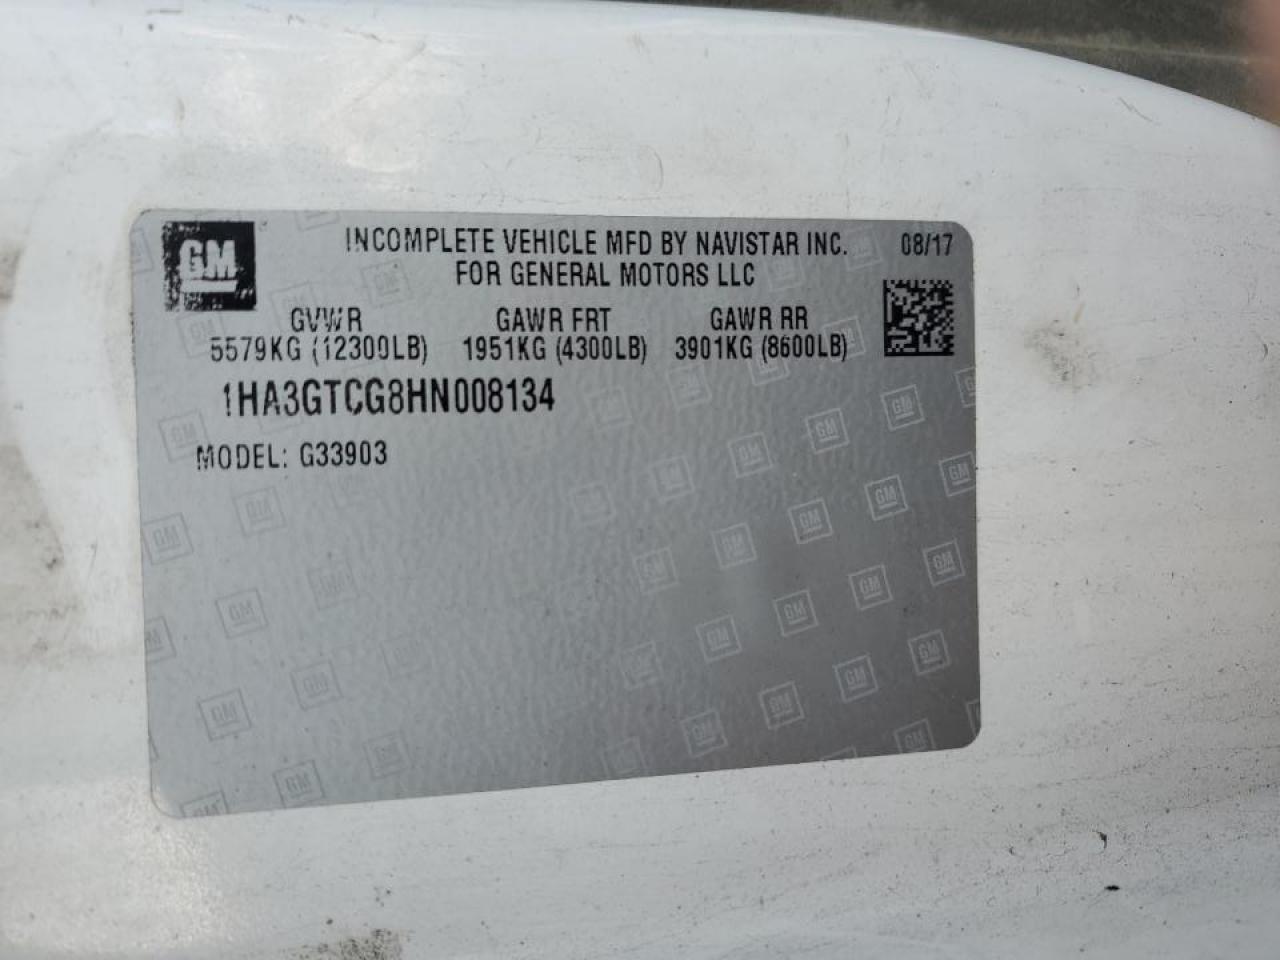 GM
INCOMPLETE VEHICLE MFD BY NAVISTAR INC. 08/17
FOR GENERAL MOTORS LLC
GVWR GAWR FRT GAWR RR
5579KG (12300LB) 1951KG (4300LB) 3901KG (8600LB)
1HA3GTCG8HN008134
MODEL: G33903